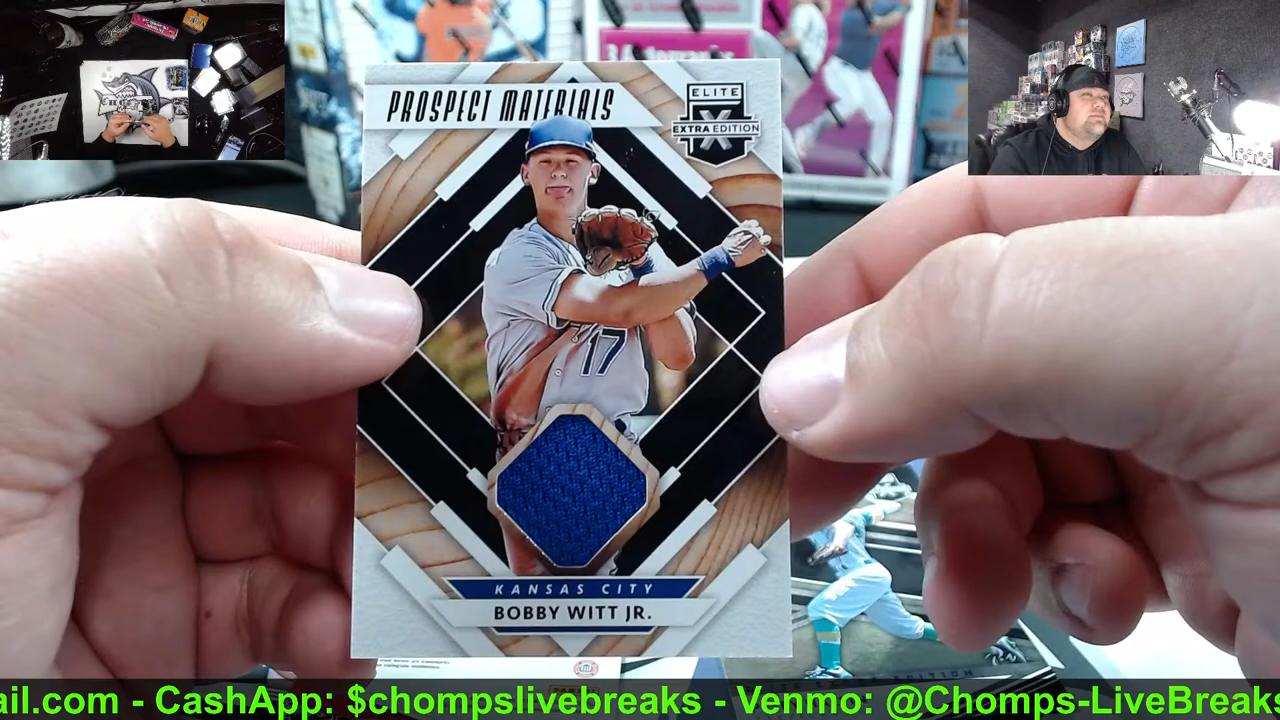 PROSPECT MATERIALS
ELITE
X
EXTRA EDITION
17
KANSAS CITY
BOBBY WITT JR.
ail.com - CashApp: $chompslivebreaks - Venmo: @Chomps-LiveBreaks